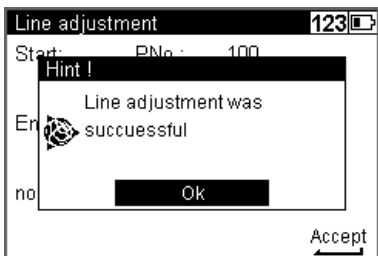 Line adjustment 123
Start: PNo.: 100
Hint !
Line adjustment was
En succuessful
no Ok
Accept